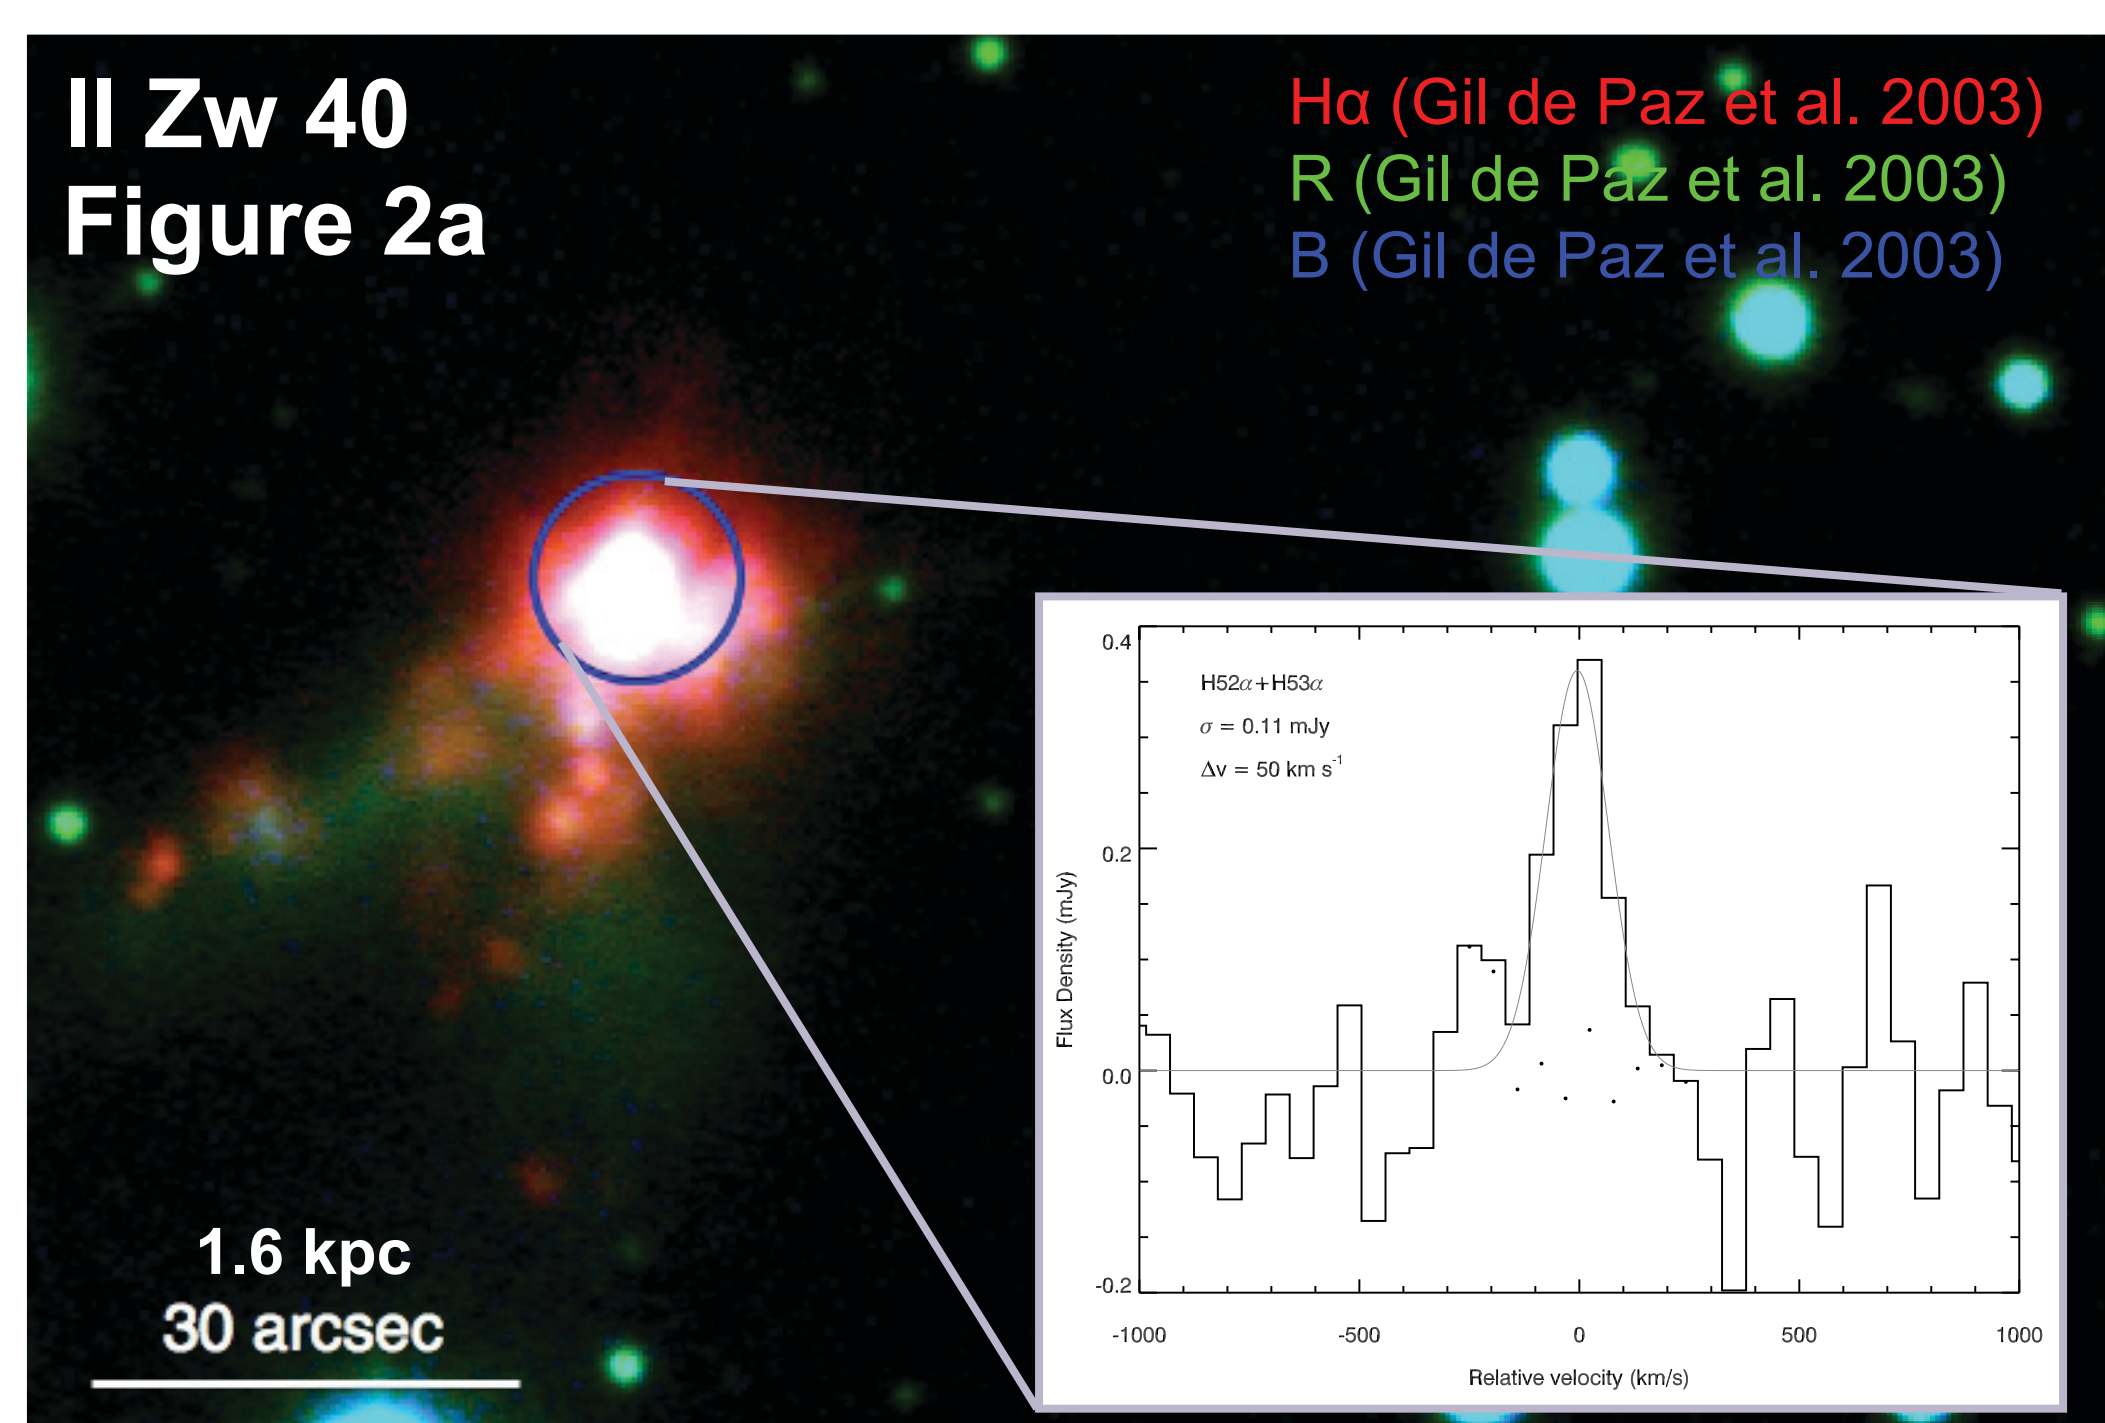 II Zw 40
Figure 2a
Hα (Gil de Paz et al. 2003)
R (Gil de Paz et al. 2003)
B (Gil de Paz et al. 2003)
1.6 kpc
30 arcsec
H52α+H53α
σ = 0.11 mJy
Δv = 50 km s⁻¹
0.4
0.2
0.0
-0.2
Flux Density (mJy)
-1000 -500 0 500 1000
Relative velocity (km/s)